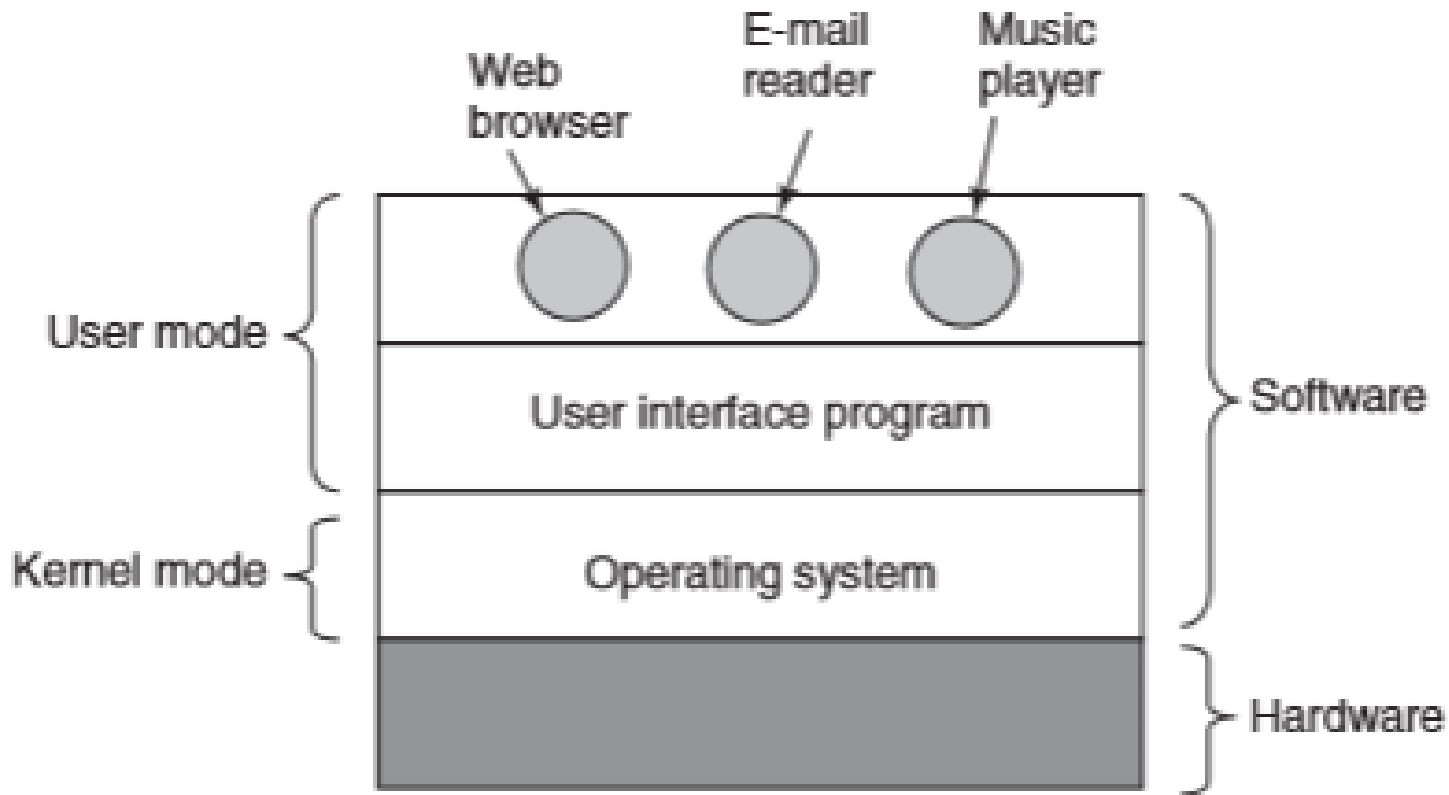 Web
browser
E-mail
reader
Music
player
User mode
User interface program
Software
Kernel mode
Operating system
Hardware